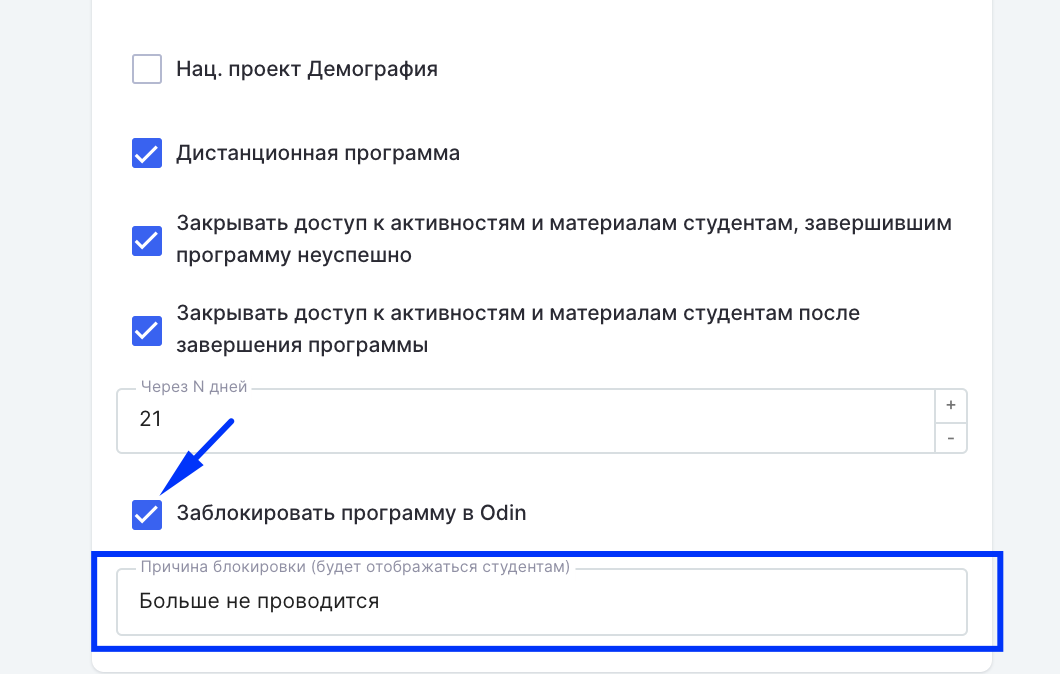 Нац. проект Демография
Дистанционная программа
Закрывать доступ к активностям и материалам студентам, завершившим
программу неуспешно
Закрывать доступ к активностям и материалам студентам после
завершения программы
Через N дней
21
+
-
Заблокировать программу в Odin
Причина блокировки (будет отображаться студентам)
Больше не проводится